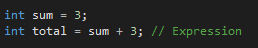 int sum = 3;
int total = sum + 3; // Expression